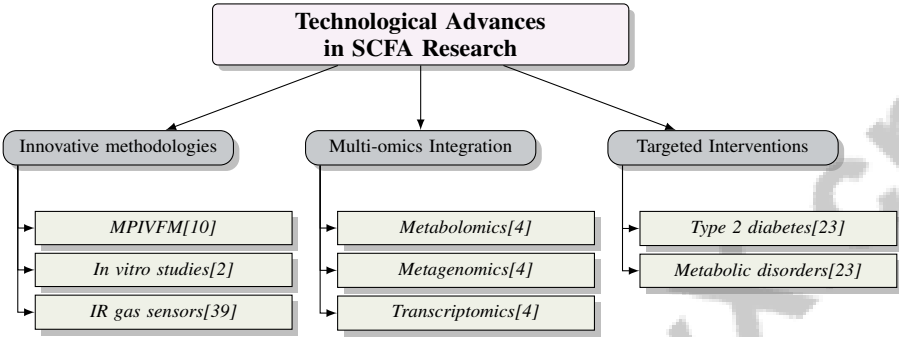 Technological Advances
in SCFA Research
Innovative methodologies
MPIVFM[10]
In vitro studies[2]
IR gas sensors[39]
Multi-omics Integration
Metabolomics[4]
Metagenomics[4]
Transcriptomics[4]
Targeted Interventions
Type 2 diabetes[23]
Metabolic disorders[23]